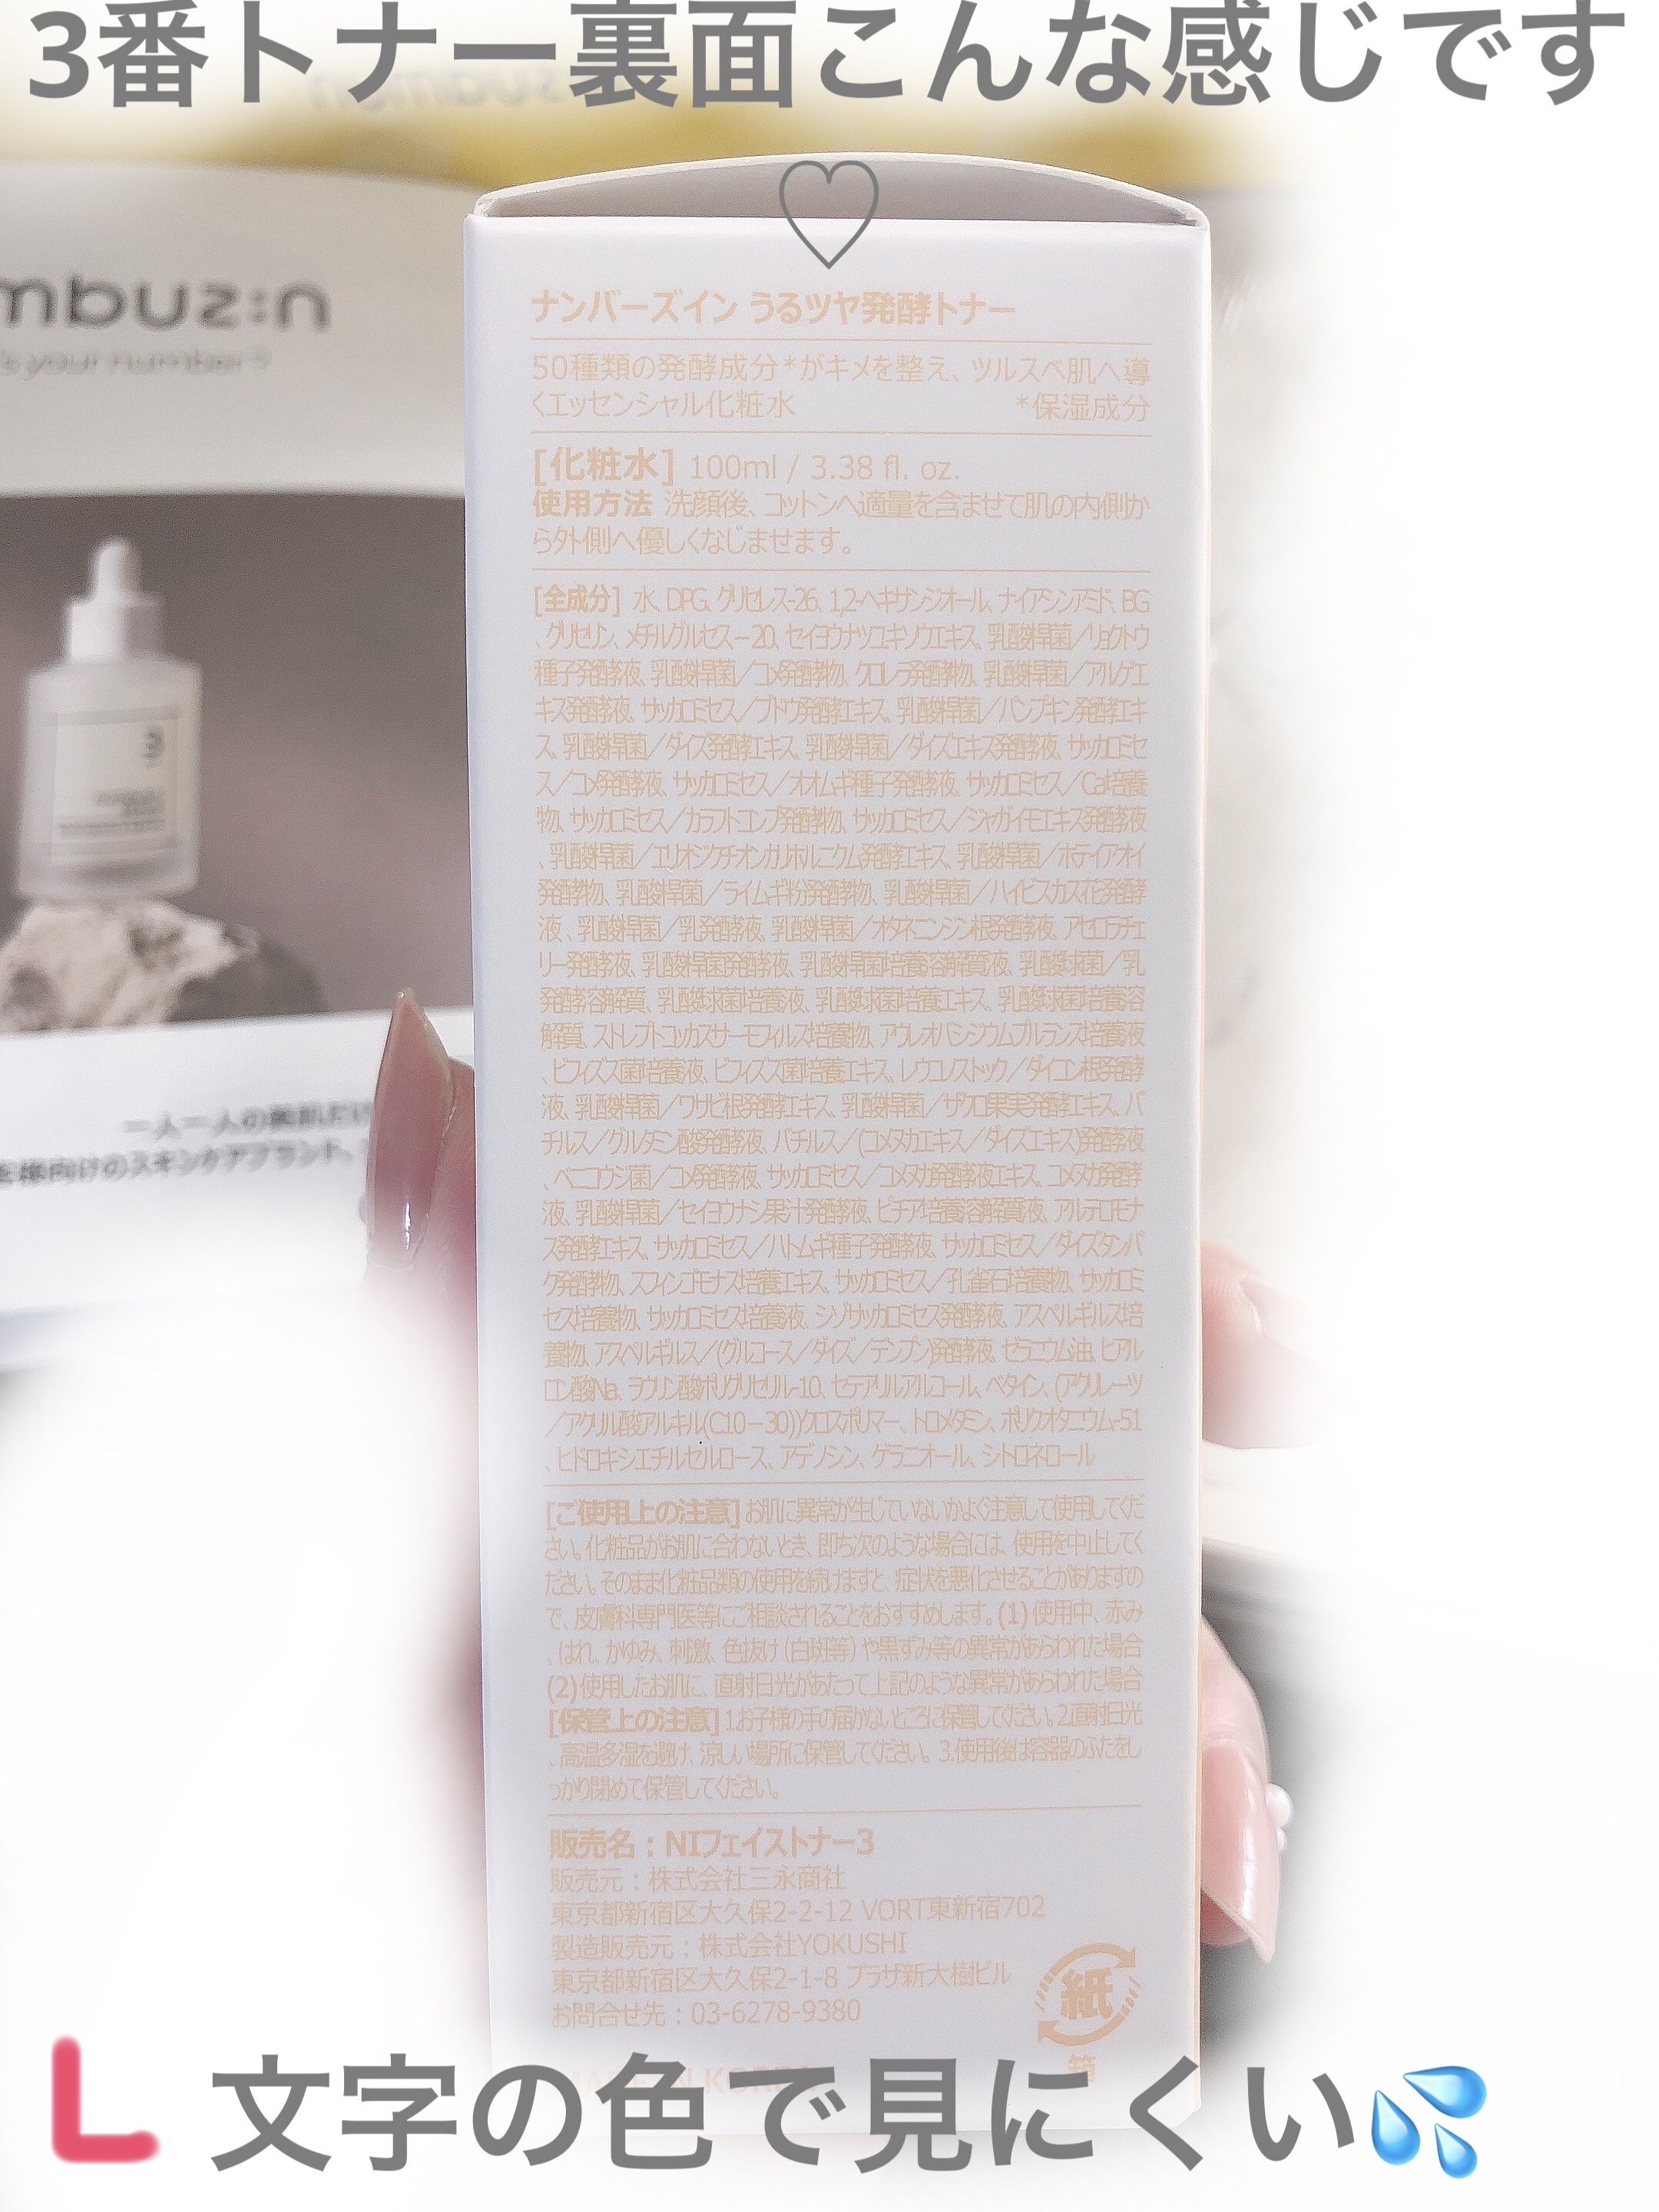 3番トナー裏面こんな感じです
♡
mbuz:n
's your number ?
3
一人一人の素肌だけ
向けのスキンケアブランド、
ナンバーズイン うるツヤ発酵トナー
50種類の発酵成分*がキメを整え、ツルスベ肌へ導
くエッセンシャル化粧水 *保湿成分
[化粧水] 100ml / 3.38 fl. oz.
使用方法 洗顔後、コットンへ適量を含ませて肌の内側か
ら外側へ優しくなじませます。
[全成分] 水、DPG、グリセレス-26、1,2-ヘキサンジオール、ナイアシンアミド、BG
、グリセリン、メチルグルセス－20、セイヨウナツユキソウエキス、乳酸桿菌／リョクトウ
種子発酵液、乳酸桿菌／コメ発酵物、クロレラ発酵物、乳酸桿菌／アルゲエ
キス発酵液、サッカロミセス／ブドウ発酵エキス、乳酸桿菌／パンプキン発酵エキ
ス、乳酸桿菌／ダイズ発酵エキス、乳酸桿菌／ダイズエキス発酵液、サッカロミセ
ス／コメ発酵液、サッカロミセス／オオムギ種子発酵液、サッカロミセス／Ca培養
物、サッカロミセス／カラフトコンブ発酵物、サッカロミセス／ジャガイモエキス発酵液
、乳酸桿菌／エリオジクチオンカリホルニクム発酵エキス、乳酸桿菌／ホテイアオイ
発酵物、乳酸桿菌／ライムギ粉発酵物、乳酸桿菌／ハイビスカス花発酵
液、乳酸桿菌／乳発酵液、乳酸桿菌／オタネニンジン根発酵液、アセロラチェ
リー発酵液、乳酸桿菌発酵液、乳酸桿菌培養溶解質液、乳酸球菌／乳
発酵溶解質、乳酸球菌培養液、乳酸球菌培養エキス、乳酸球菌培養溶
解質、ストレプトコッカスサーモフィルス培養物、アウレオバシジウムプルランス培養液
、ビフィズス菌培養液、ビフィズス菌培養エキス、レウコノストック／ダイコン根発酵
液、乳酸桿菌／ワサビ根発酵エキス、乳酸桿菌／ザクロ果実発酵エキス、バ
チルス／グルタミン酸発酵液、バチルス／(コメヌカエキス／ダイズエキス)発酵液
、ベニコウジ菌／コメ発酵液、サッカロミセス／コメヌカ発酵液エキス、コメヌカ発酵
液、乳酸桿菌／セイヨウナシ果汁発酵液、ピチア培養溶解質液、アルテロモナ
ス発酵エキス、サッカロミセス／ハトムギ種子発酵液、サッカロミセス／ダイズタンパ
ク発酵物、スフィンゴモナス培養エキス、サッカロミセス／孔雀石培養物、サッカロミ
セス培養物、サッカロミセス培養液、シゾサッカロミセス発酵液、アスペルギルス培
養物、アスペルギルス／(グルコース／ダイズ／デンプン)発酵液、ゼラニウム油、ヒアル
ロン酸Na、ラウリン酸ポリグリセリル-10、セテアリルアルコール、ベタイン、(アクリレーツ
／アクリル酸アルキル(C10－30))クロスポリマー、トロメタミン、ポリクオタニウム-51
、ヒドロキシエチルセルロース、アデノシン、ゲラニオール、シトロネロール
[ご使用上の注意] お肌に異常が生じていないかよく注意して使用してくだ
さい。化粧品がお肌に合わないとき、即ち次のような場合には、使用を中止してく
ださい。そのまま化粧品類の使用を続けますと、症状を悪化させることがありますの
で、皮膚科専門医等にご相談されることをおすすめします。(1) 使用中、赤み
、はれ、かゆみ、刺激、色抜け（白斑等）や黒ずみ等の異常があらわれた場合
(2) 使用したお肌に、直射日光があたって上記のような異常があらわれた場合
[保管上の注意] 1.お子様の手の届かないところに保管してください。2.直射日光
、高温多湿を避け、涼しい場所に保管してください。3.使用後は容器のふたをし
っかり閉めて保管してください。
販売名：NIフェイストナー3
販売元：株式会社三永商社
東京都新宿区大久保2-2-12 VORT東新宿702
製造販売元：株式会社YOKUSHI
東京都新宿区大久保2-1-8 プラザ新大樹ビル
お問合せ先：03-6278-9380
紙
箱
文字の色で見にくい💦